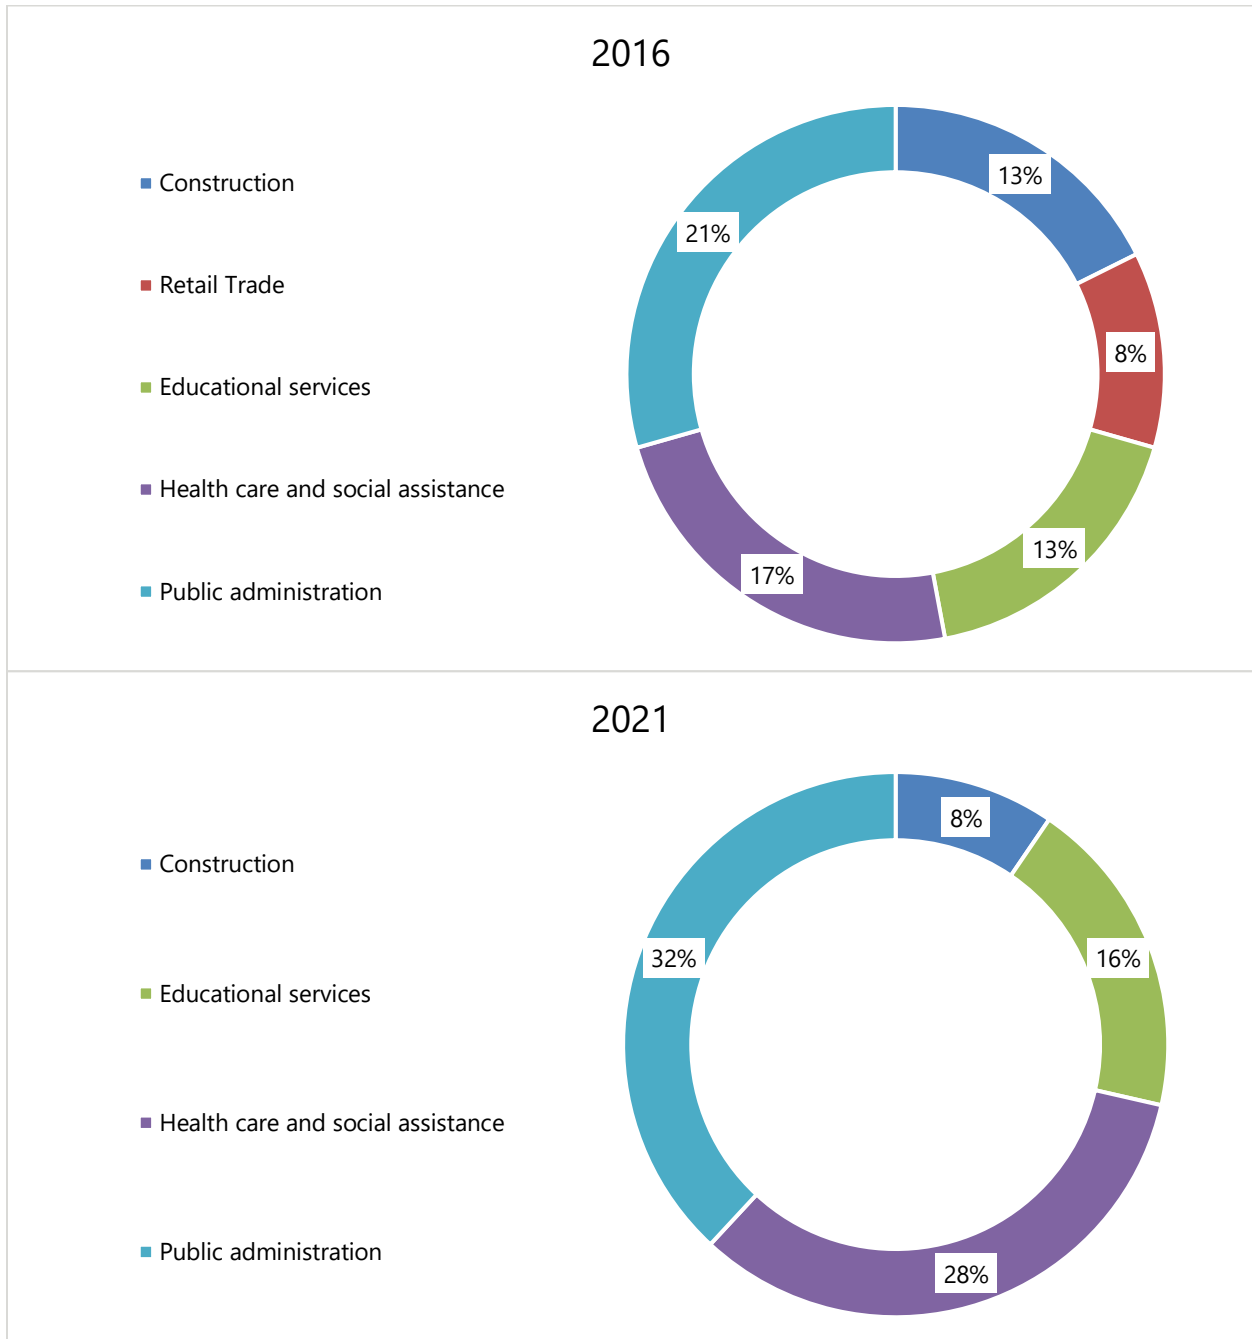 2016
Construction
Retail Trade
Educational services
Health care and social assistance
Public administration
13%
8%
13%
17%
21%
2021
Construction
Educational services
Health care and social assistance
Public administration
8%
16%
28%
32%